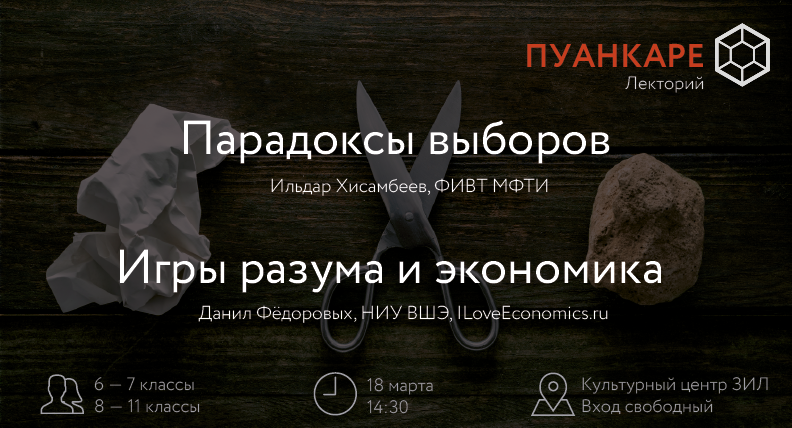 ПУАНКАРЕ
Лекторий
Парадоксы выборов
Ильдар Хисамбеев, ФИВТ МФТИ
Игры разума и экономика
Данил Фёдоровых, НИУ ВШЭ, ILoveEconomics.ru
6 — 7 классы
8 — 11 классы
18 марта
14:30
Культурный центр ЗИЛ
Вход свободный